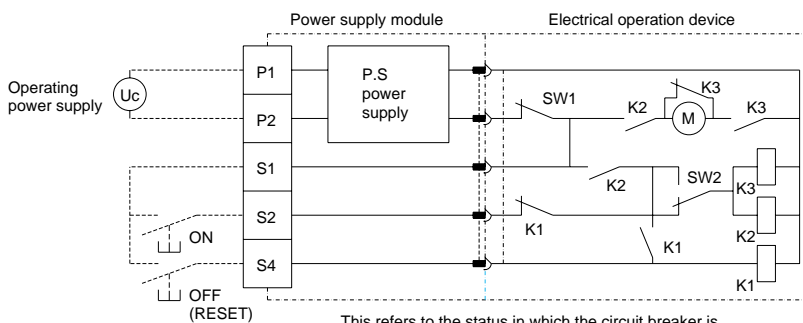 Power supply module
Electrical operation device
Operating
power supply
Uc
P1
P2
S1
S2
S4
P.S
power
supply
SW1
K2
M
K3
K3
K2
SW2
K3
K1
K1
K2
K1
ON
OFF
(RESET)
This refers to the status in which the circuit breaker is